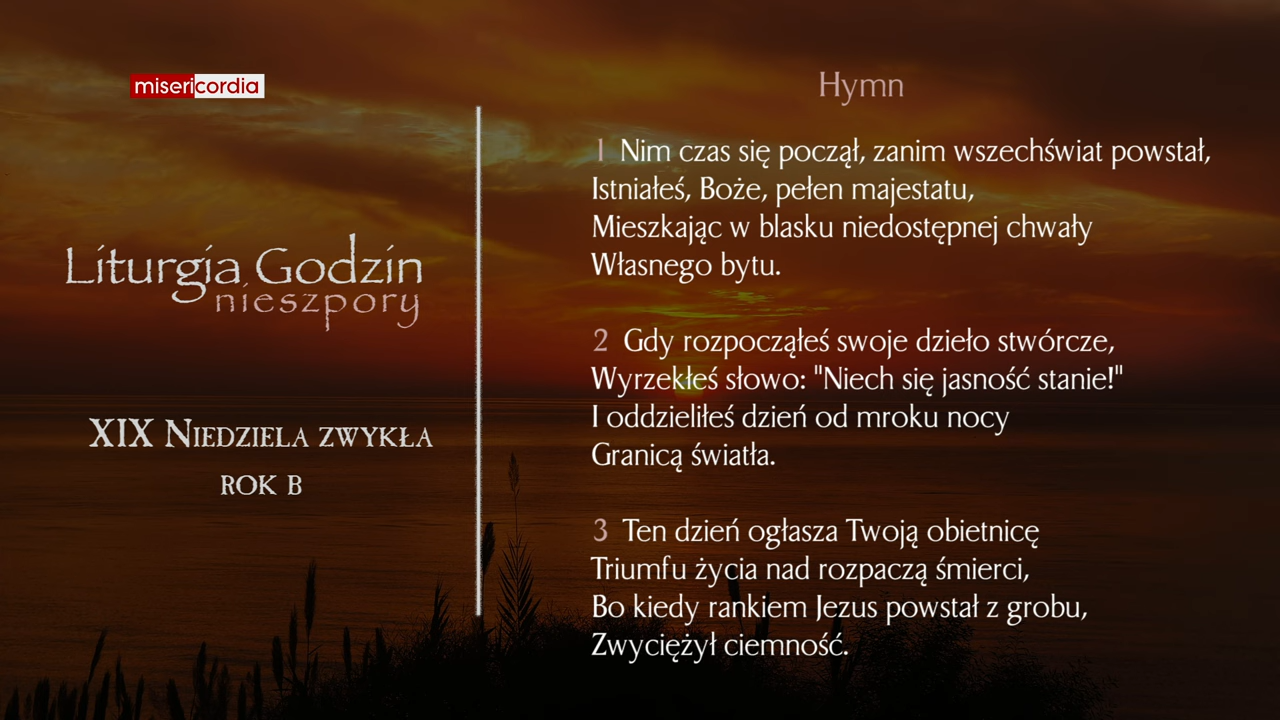 misericordia
Liturgia Godzin
nieszpory
XIX Niedziela zwykła
rok B
Hymn
1 Nim czas się począł, zanim wszechświat powstał,
Istniałeś, Boże, pełen majestatu,
Mieszkając w blasku niedostępnej chwały
Własnego bytu.
2 Gdy rozpocząłeś swoje dzieło stwórcze,
Wyrzekłeś słowo: "Niech się jasność stanie!"
I oddzieliłeś dzień od mroku nocy
Granicą światła.
3 Ten dzień ogłasza Twoją obietnicę
Triumfu życia nad rozpaczą śmierci,
Bo kiedy rankiem Jezus powstał z grobu,
Zwyciężył ciemność.